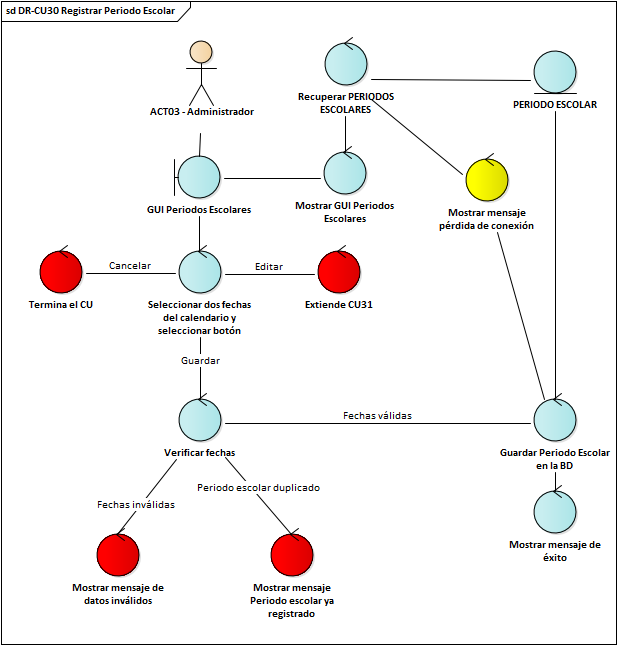 sd DR-CU30 Registrar Periodo Escolar
ACT03 - Administrador
Recuperar PERIODOS
ESCOLARES
PERIODO ESCOLAR
GUI Periodos Escolares
Mostrar GUI Periodos
Escolares
Mostrar mensaje
pérdida de conexión
Cancelar
Editar
Termina el CU
Seleccionar dos fechas
del calendario y
seleccionar botón
Extiende CU31
Guardar
Fechas válidas
Verificar fechas
Guardar Periodo Escolar
en la BD
Periodo escolar duplicado
Fechas inválidas
Mostrar mensaje de
éxito
Mostrar mensaje de
datos inválidos
Mostrar mensaje
Periodo escolar ya
registrado